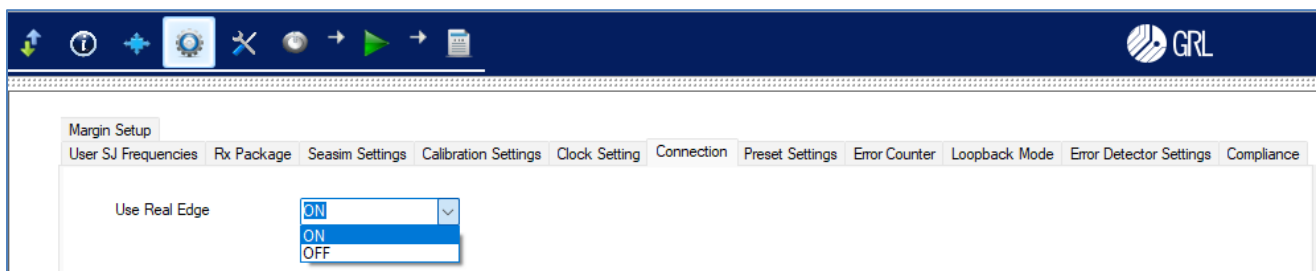 GRL
Margin Setup
User SJ Frequencies Rx Package Seasim Settings Calibration Settings Clock Setting Connection Preset Settings Error Counter Loopback Mode Error Detector Settings Compliance
Use Real Edge ON
ON
OFF